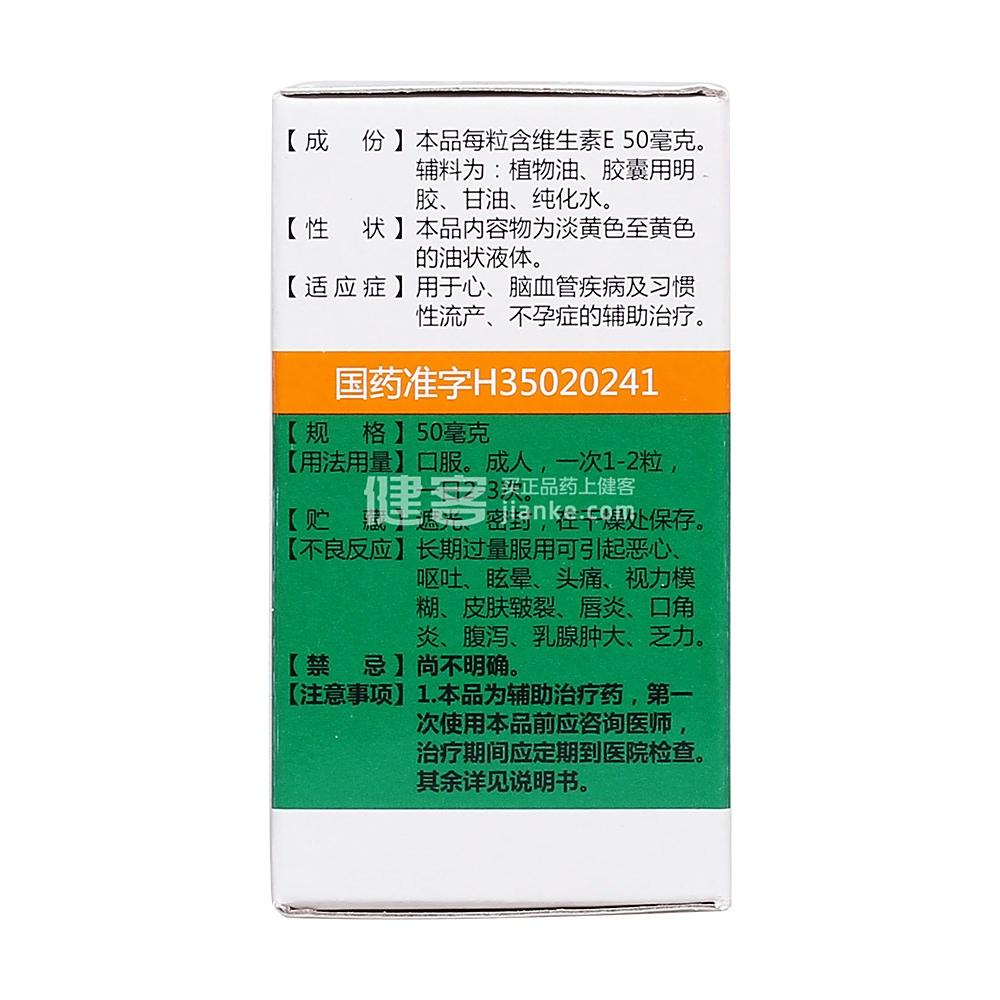 【成 份】本品每粒含维生素E 50毫克。
辅料为：植物油、胶囊用明
胶、甘油、纯化水。
【性 状】本品内容物为淡黄色至黄色
的油状液体。
【适应症】用于心、脑血管疾病及习惯
性流产、不孕症的辅助治疗。
国药准字H35020241
【规 格】50毫克
【用法用量】口服。成人，一次1-2粒，
一日2-3次。
健客 买正品药上健客
jianke.com
【贮 藏】遮光、密封，在干燥处保存。
【不良反应】长期过量服用可引起恶心、
呕吐、眩晕、头痛、视力模
糊、皮肤皲裂、唇炎、口角
炎、腹泻、乳腺肿大、乏力。
【禁 忌】尚不明确。
【注意事项】1.本品为辅助治疗药，第一
次使用本品前应咨询医师，
治疗期间应定期到医院检查。
其余详见说明书。